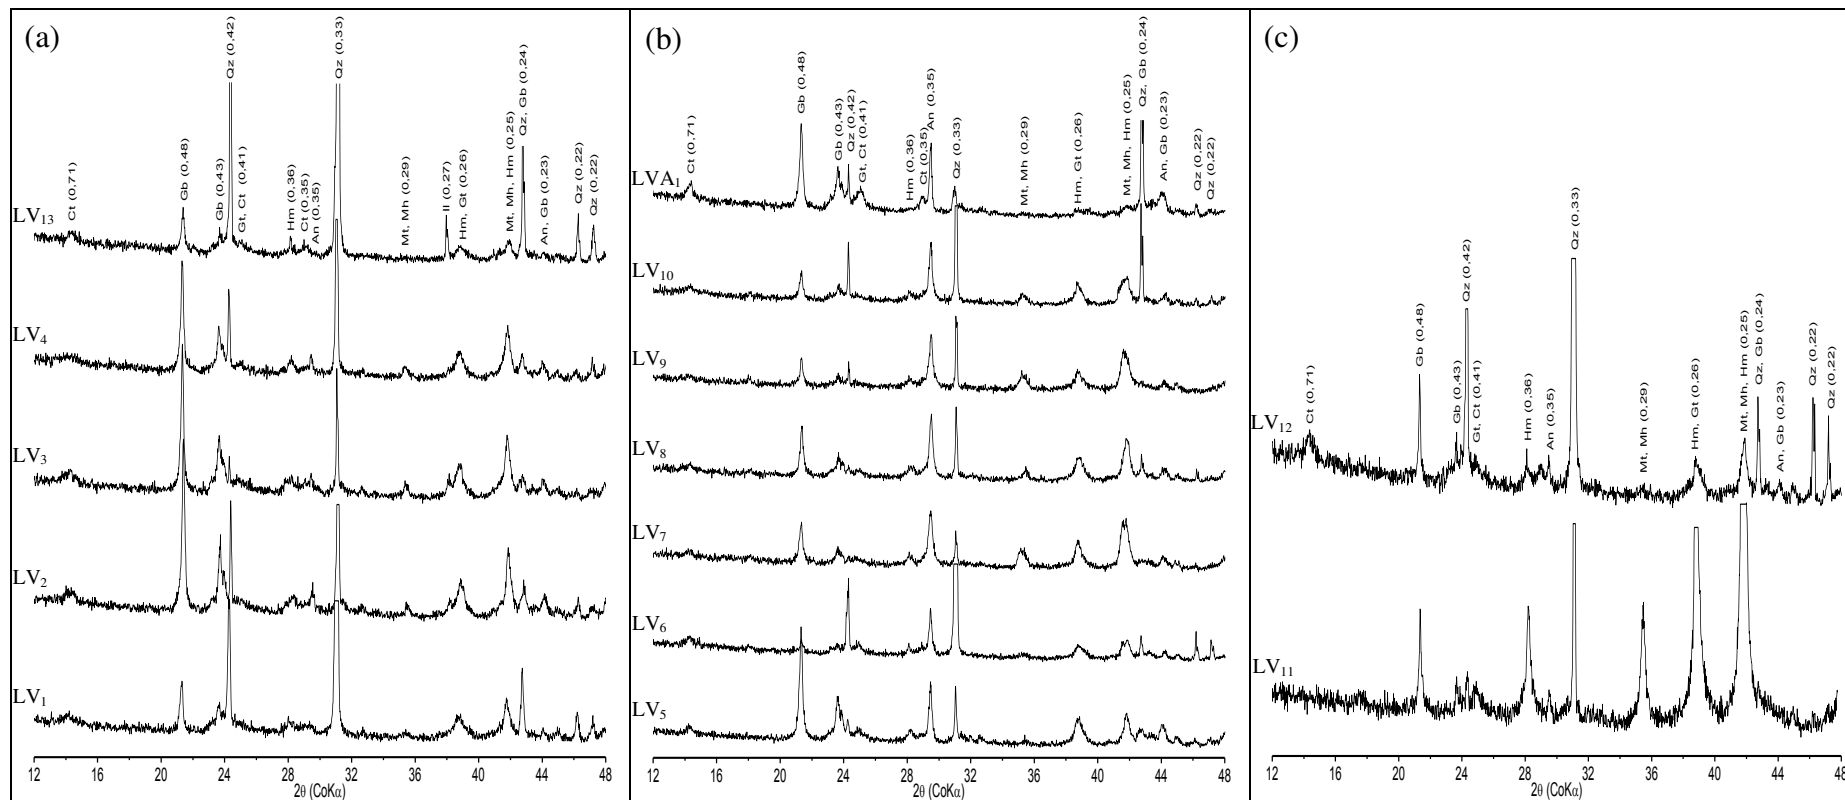 (a)
Ct (0,71)
Gb (0,48)
Gb (0,43)
Qz (0,42)
Gt, Ct (0,41)
Hm (0,36)
Ct (0,35)
An (0,35)
Qz (0,33)
Mt, Mh (0,29)
Il (0,27)
Hm, Gt (0,26)
Mt, Mh, Hm (0,25)
Qz, Gb (0,24)
An, Gb (0,23)
Qz (0,22)
Qz (0,22)
LV13
LV4
LV3
LV2
LV1
12 16 20 24 28 32 36 40 44 48
2θ (CoKα)
(b)
Ct (0,71)
Gb (0,48)
Gb (0,43)
Qz (0,42)
Gt, Ct (0,41)
Hm (0,36)
Ct (0,35)
An (0,35)
Qz (0,33)
Mt, Mh (0,29)
Hm, Gt (0,26)
Mt, Mh, Hm (0,25)
Qz, Gb (0,24)
An, Gb (0,23)
Qz (0,22)
Qz (0,22)
LVA1
LV10
LV9
LV8
LV7
LV6
LV5
12 16 20 24 28 32 36 40 44 48
2θ (CoKα)
(c)
Ct (0,71)
Gb (0,48)
Gb (0,43)
Qz (0,42)
Gt, Ct (0,41)
Hm (0,36)
An (0,35)
Qz (0,33)
Mt, Mh (0,29)
Hm, Gt (0,26)
Mt, Mh, Hm (0,25)
Qz, Gb (0,24)
An, Gb (0,23)
Qz (0,22)
Qz (0,22)
LV12
LV11
12 16 20 24 28 32 36 40 44 48
2θ (CoKα)